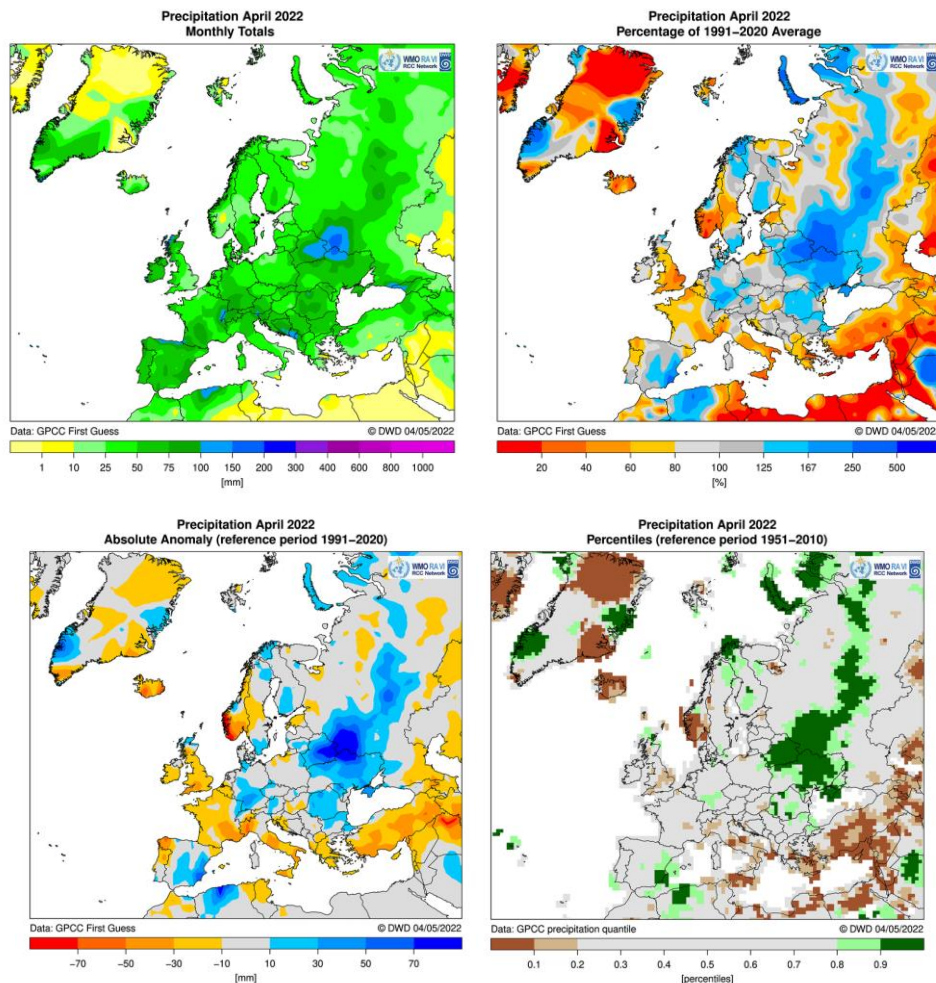 Precipitation April 2022
Monthly Totals
WMO RA VI
RCC Network
Data: GPCC First Guess
© DWD 04/05/2022
1 10 25 50 75 100 150 200 300 400 600 800 1000
[mm]
Precipitation April 2022
Percentage of 1991−2020 Average
WMO RA VI
RCC Network
Data: GPCC First Guess
© DWD 04/05/2022
20 40 60 80 100 125 167 250 500
[%]
Precipitation April 2022
Absolute Anomaly (reference period 1991−2020)
WMO RA VI
RCC Network
Data: GPCC First Guess
© DWD 04/05/2022
−70 −50 −30 −10 10 30 50 70
[mm]
Precipitation April 2022
Percentiles (reference period 1951−2010)
WMO RA VI
RCC Network
Data: GPCC precipitation quantile
© DWD 04/05/2022
0.1 0.2 0.3 0.4 0.5 0.6 0.7 0.8 0.9
[percentiles]